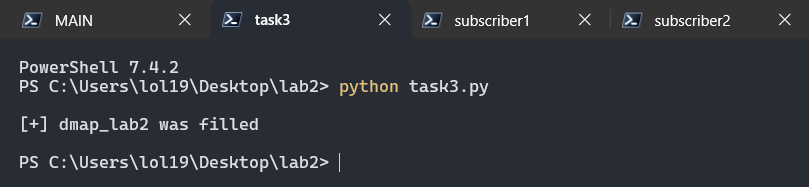 MAIN task3 subscriber1 subscriber2
PowerShell 7.4.2
PS C:\Users\lol19\Desktop\lab2> python task3.py
[+] dmap_lab2 was filled
PS C:\Users\lol19\Desktop\lab2>